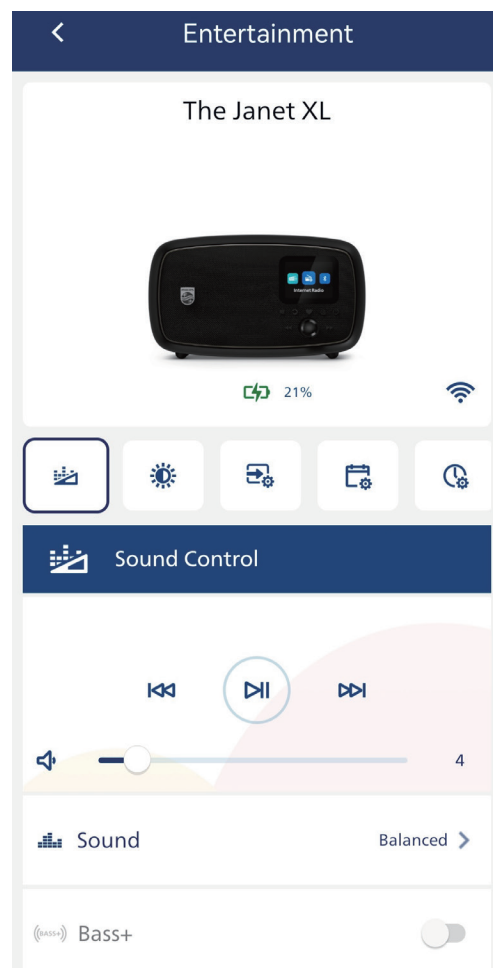 Entertainment
The Janet XL
Internet Radio
21%
Sound Control
4
Sound Balanced
(BASS+) Bass+